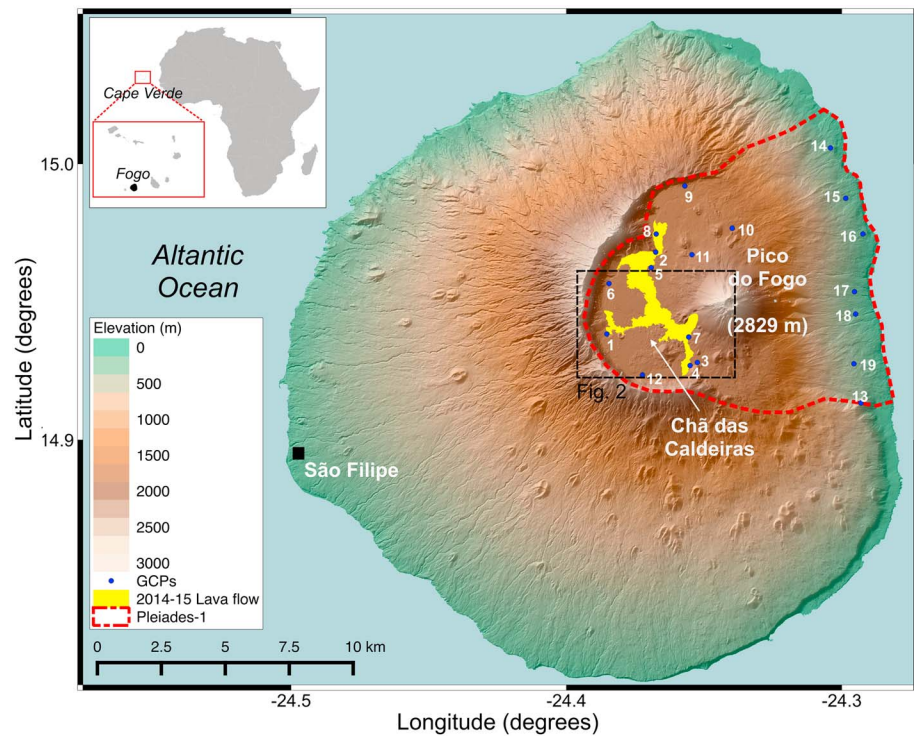 Cape Verde
Fogo
Altantic
Ocean
15.0
14.9
Latitude (degrees)
Elevation (m)
0
500
1000
1500
2000
2500
3000
GCPs
2014-15 Lava flow
Pleiades-1
0 2.5 5 7.5 10 km
São Filipe
14
15
9
16
10
8
2
11
5
Pico
do Fogo
6
17
18
(2829 m)
1
7
3
4
19
12
13
Fig. 2
Chã das
Caldeiras
-24.5 -24.4 -24.3
Longitude (degrees)